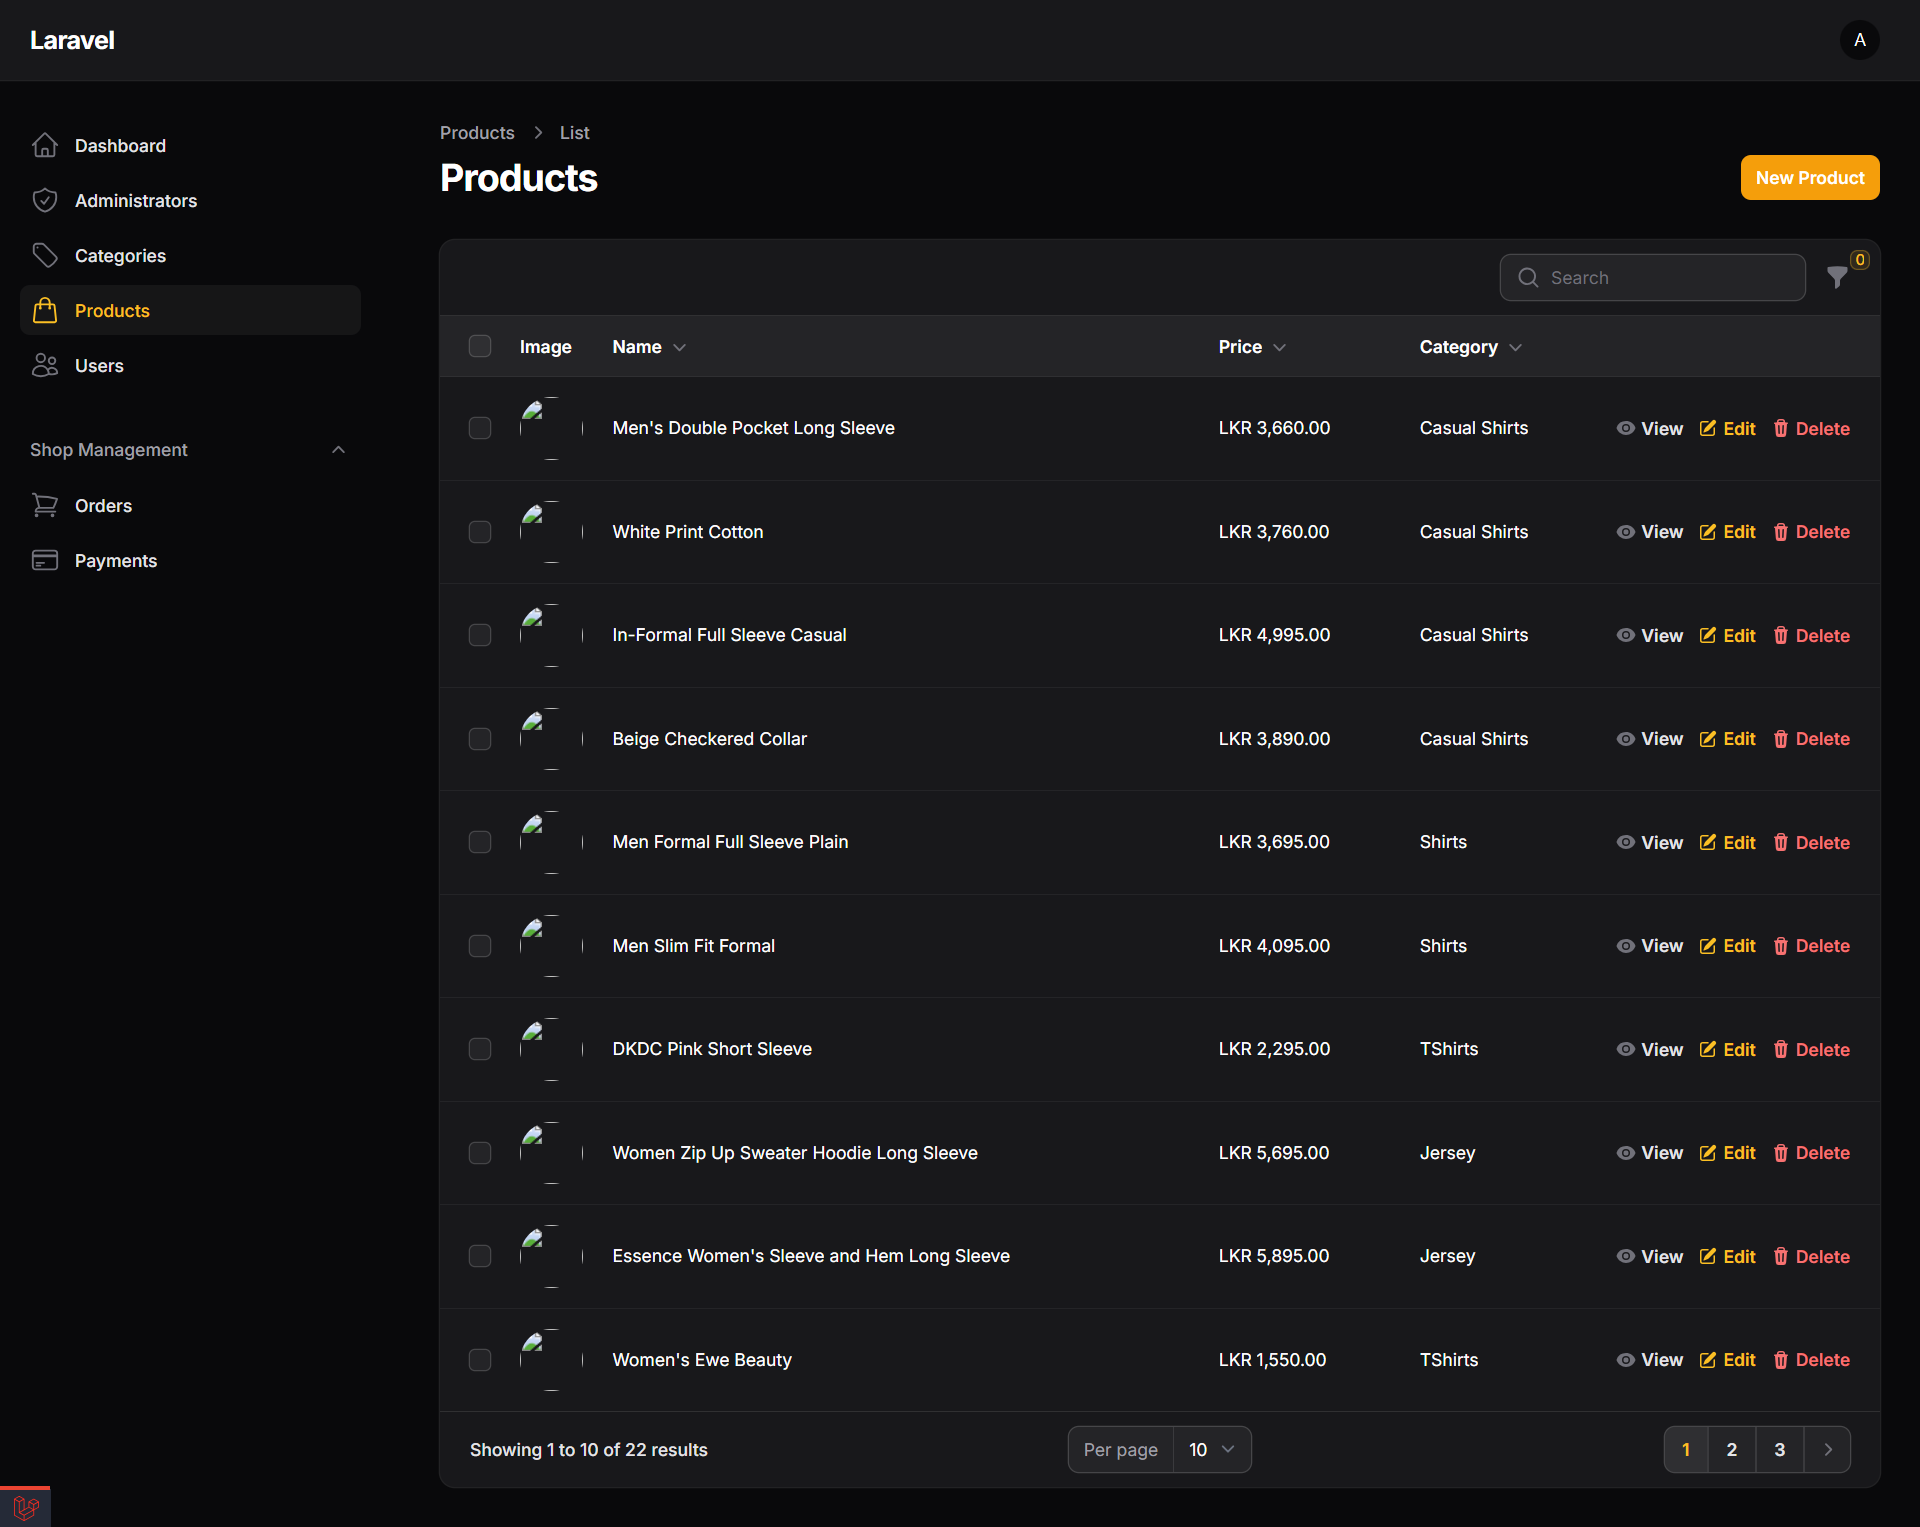 Laravel
A
Dashboard
Administrators
Categories
Products
Users
Shop Management
Orders
Payments
Products > List
Products
New Product
Search
0
Image Name Price Category
Men's Double Pocket Long Sleeve LKR 3,660.00 Casual Shirts View Edit Delete
White Print Cotton LKR 3,760.00 Casual Shirts View Edit Delete
In-Formal Full Sleeve Casual LKR 4,995.00 Casual Shirts View Edit Delete
Beige Checkered Collar LKR 3,890.00 Casual Shirts View Edit Delete
Men Formal Full Sleeve Plain LKR 3,695.00 Shirts View Edit Delete
Men Slim Fit Formal LKR 4,095.00 Shirts View Edit Delete
DKDC Pink Short Sleeve LKR 2,295.00 TShirts View Edit Delete
Women Zip Up Sweater Hoodie Long Sleeve LKR 5,695.00 Jersey View Edit Delete
Essence Women's Sleeve and Hem Long Sleeve LKR 5,895.00 Jersey View Edit Delete
Women's Ewe Beauty LKR 1,550.00 TShirts View Edit Delete
Showing 1 to 10 of 22 results Per page 10 1 2 3